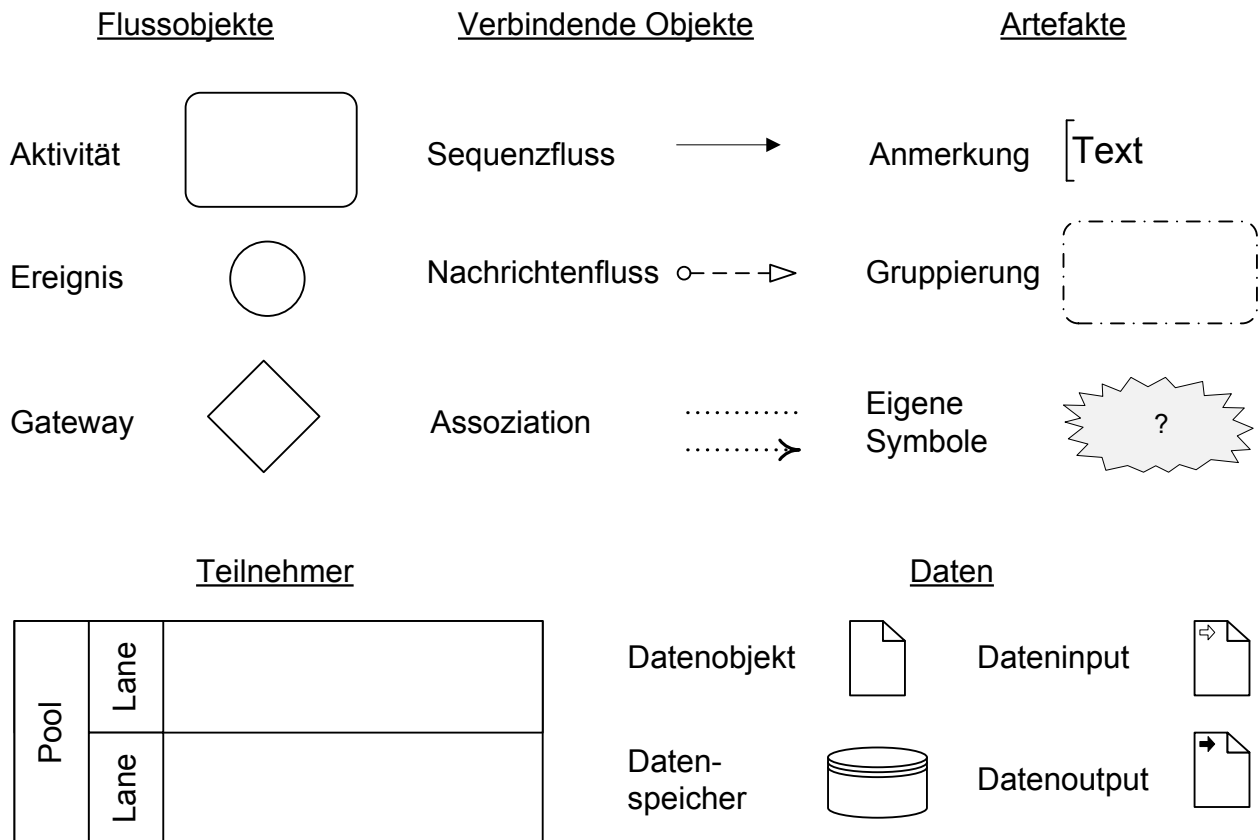 Flussobjekte
Verbindende Objekte
Artefakte
Aktivität
Sequenzfluss
Anmerkung
Text
Ereignis
Nachrichtenfluss
Gruppierung
Gateway
Assoziation
Eigene
Symbole
?
Teilnehmer
Daten
Pool
Lane
Lane
Datenobjekt
Dateninput
Daten-
speicher
Datenoutput